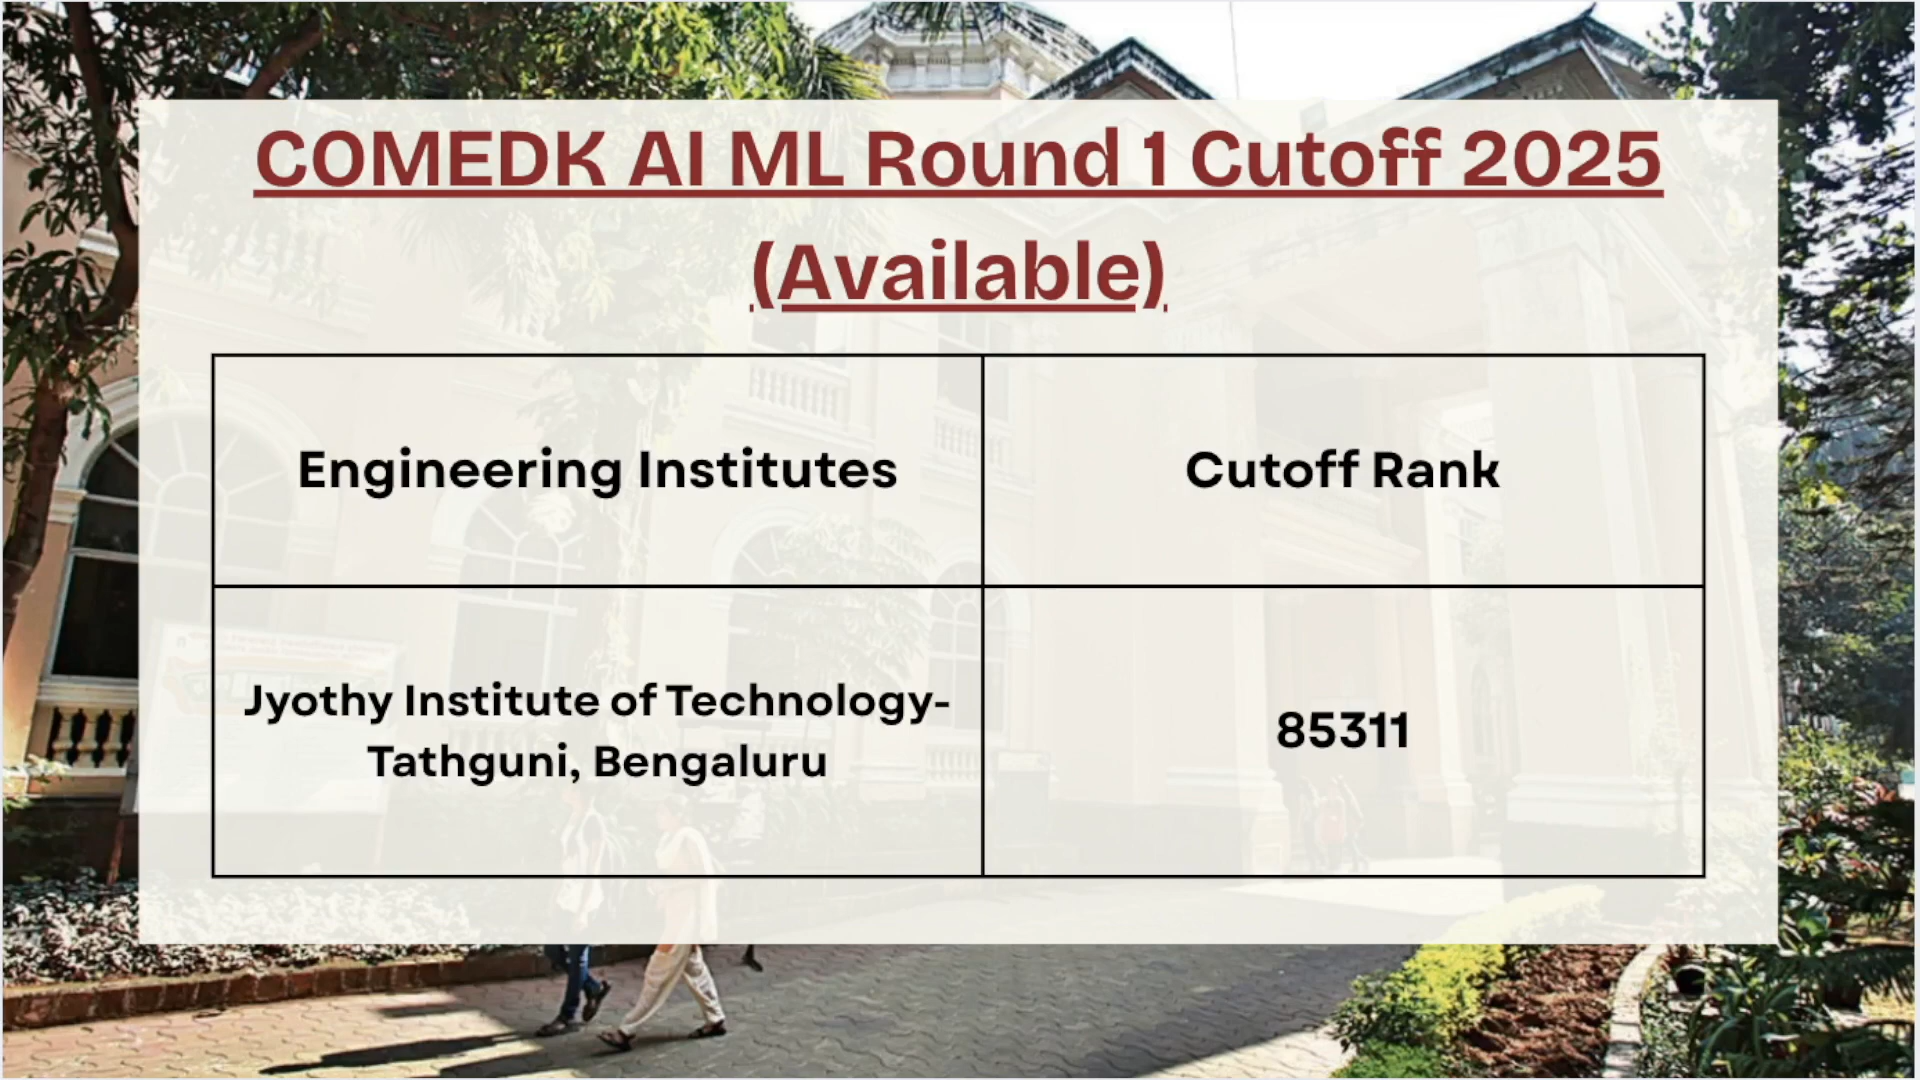 COMEDK AI ML Round 1 Cutoff 2025
(Available)
Engineering Institutes
Cutoff Rank
Jyothy Institute of Technology-
Tathguni, Bengaluru
85311